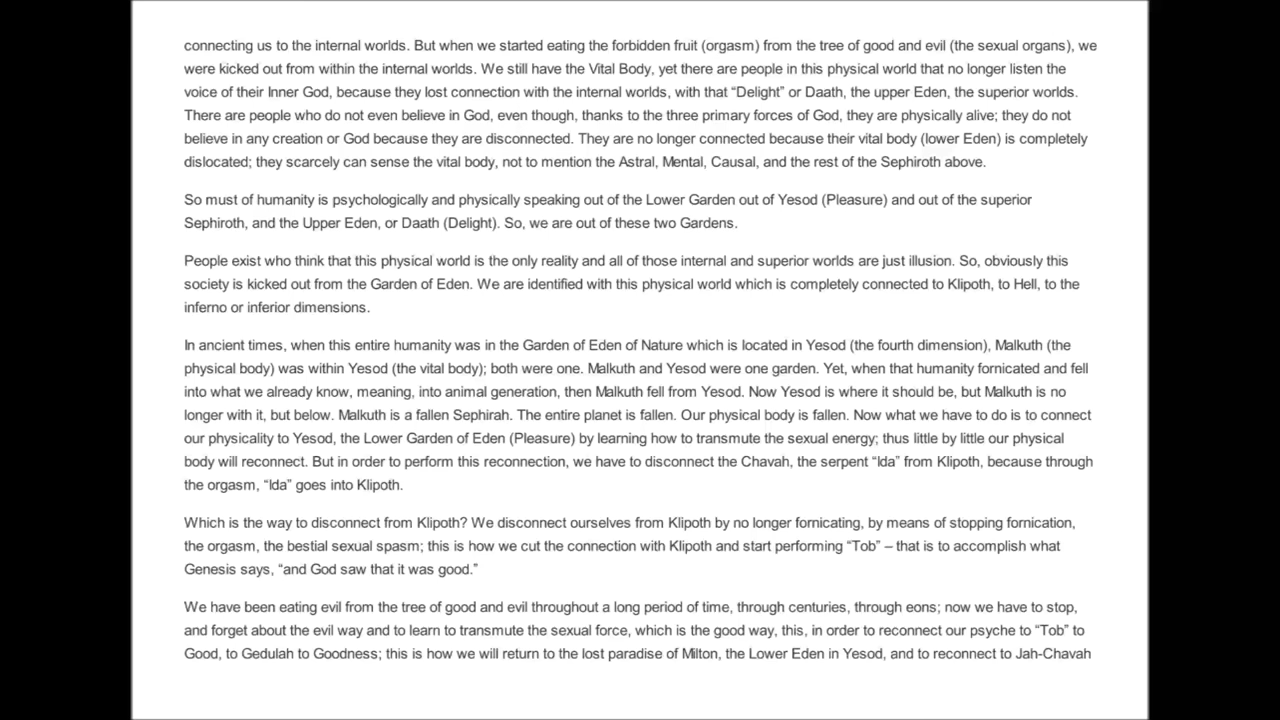 connecting us to the internal worlds. But when we started eating the forbidden fruit (orgasm) from the tree of good and evil (the sexual organs), we
were kicked out from within the internal worlds. We still have the Vital Body, yet there are people in this physical world that no longer listen the
voice of their Inner God, because they lost connection with the internal worlds, with that “Delight” or Daath, the upper Eden, the superior worlds.
There are people who do not even believe in God, even though, thanks to the three primary forces of God, they are physically alive; they do not
believe in any creation or God because they are disconnected. They are no longer connected because their vital body (lower Eden) is completely
dislocated; they scarcely can sense the vital body, not to mention the Astral, Mental, Causal, and the rest of the Sephiroth above.
So must of humanity is psychologically and physically speaking out of the Lower Garden out of Yesod (Pleasure) and out of the superior
Sephiroth, and the Upper Eden, or Daath (Delight). So, we are out of these two Gardens.
People exist who think that this physical world is the only reality and all of those internal and superior worlds are just illusion. So, obviously this
society is kicked out from the Garden of Eden. We are identified with this physical world which is completely connected to Klipoth, to Hell, to the
inferno or inferior dimensions.
In ancient times, when this entire humanity was in the Garden of Eden of Nature which is located in Yesod (the fourth dimension), Malkuth (the
physical body) was within Yesod (the vital body); both were one. Malkuth and Yesod were one garden. Yet, when that humanity fornicated and fell
into what we already know, meaning, into animal generation, then Malkuth fell from Yesod. Now Yesod is where it should be, but Malkuth is no
longer with it, but below. Malkuth is a fallen Sephirah. The entire planet is fallen. Our physical body is fallen. Now what we have to do is to connect
our physicality to Yesod, the Lower Garden of Eden (Pleasure) by learning how to transmute the sexual energy; thus little by little our physical
body will reconnect. But in order to perform this reconnection, we have to disconnect the Chavah, the serpent “Ida” from Klipoth, because through
the orgasm, “Ida” goes into Klipoth.
Which is the way to disconnect from Klipoth? We disconnect ourselves from Klipoth by no longer fornicating, by means of stopping fornication,
the orgasm, the bestial sexual spasm; this is how we cut the connection with Klipoth and start performing “Tob” – that is to accomplish what
Genesis says, “and God saw that it was good.”
We have been eating evil from the tree of good and evil throughout a long period of time, through centuries, through eons; now we have to stop,
and forget about the evil way and to learn to transmute the sexual force, which is the good way, this, in order to reconnect our psyche to “Tob” to
Good, to Gedulah to Goodness; this is how we will return to the lost paradise of Milton, the Lower Eden in Yesod, and to reconnect to Jah-Chavah